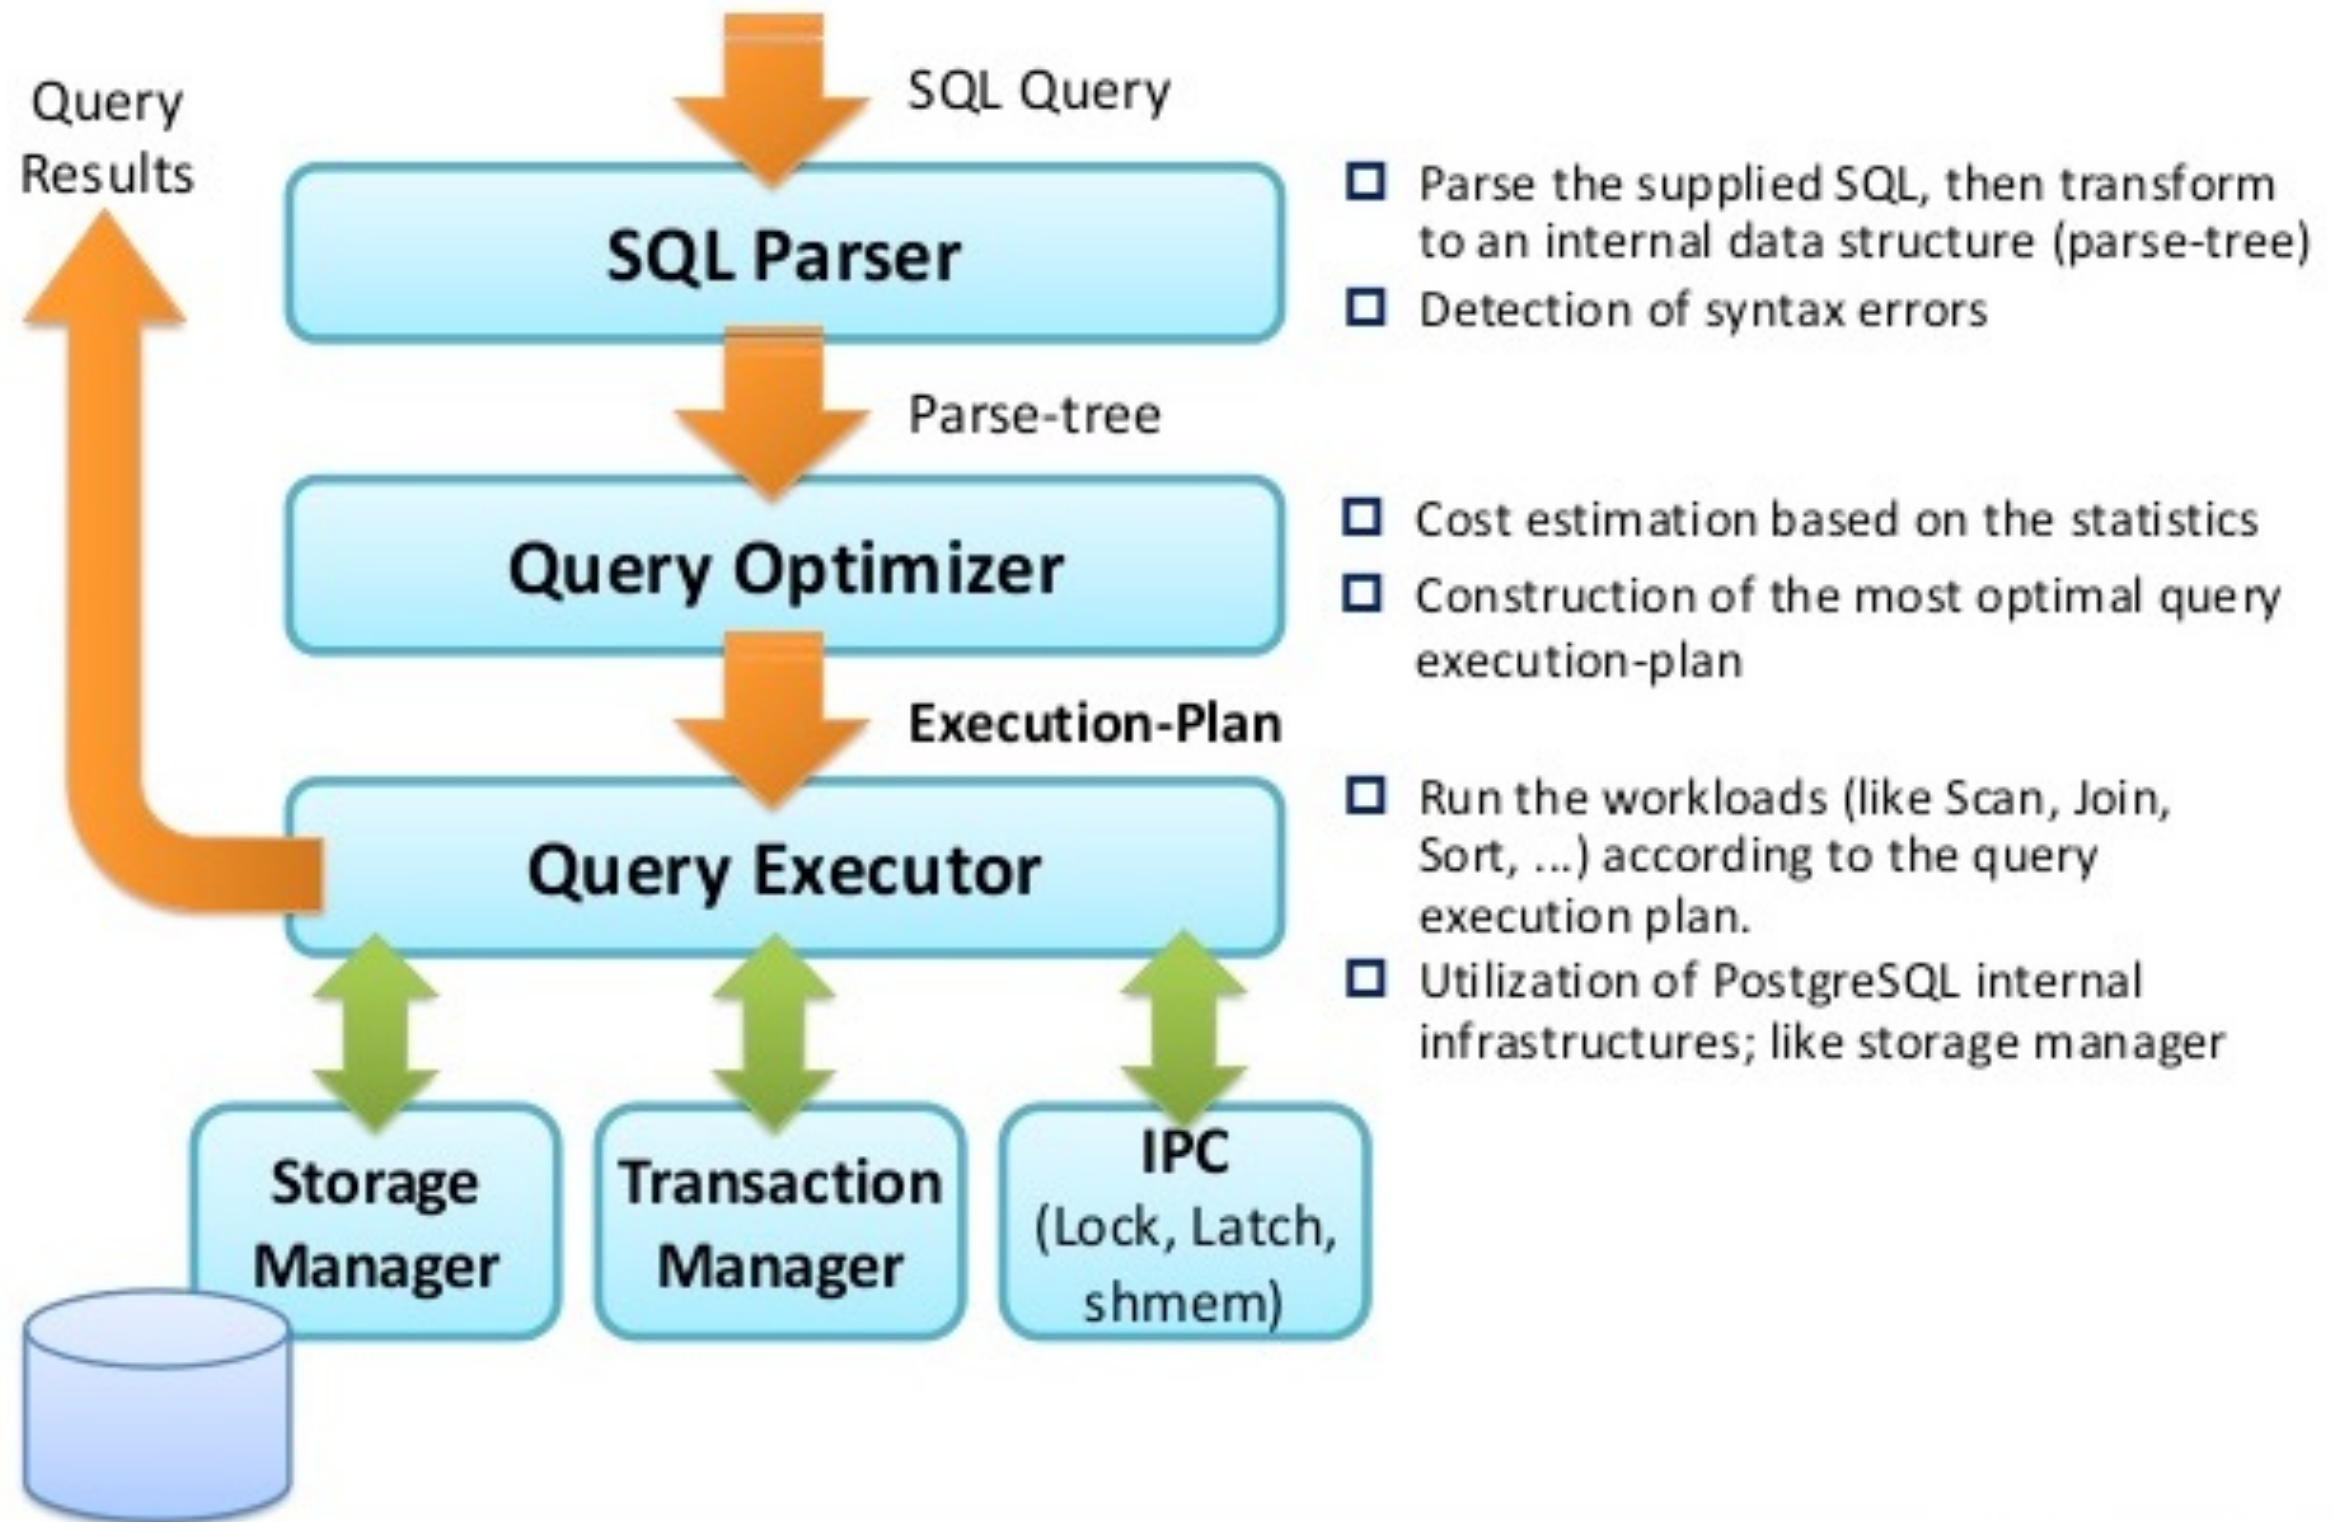 Query
Results
SQL Query
SQL Parser
Parse the supplied SQL, then transform
to an internal data structure (parse-tree)
Detection of syntax errors
Parse-tree
Query Optimizer
Cost estimation based on the statistics
Construction of the most optimal query
execution-plan
Execution-Plan
Query Executor
Run the workloads (like Scan, Join,
Sort, ...) according to the query
execution plan.
Utilization of PostgreSQL internal
infrastructures; like storage manager
Storage
Manager
Transaction
Manager
IPC
(Lock, Latch,
shmem)